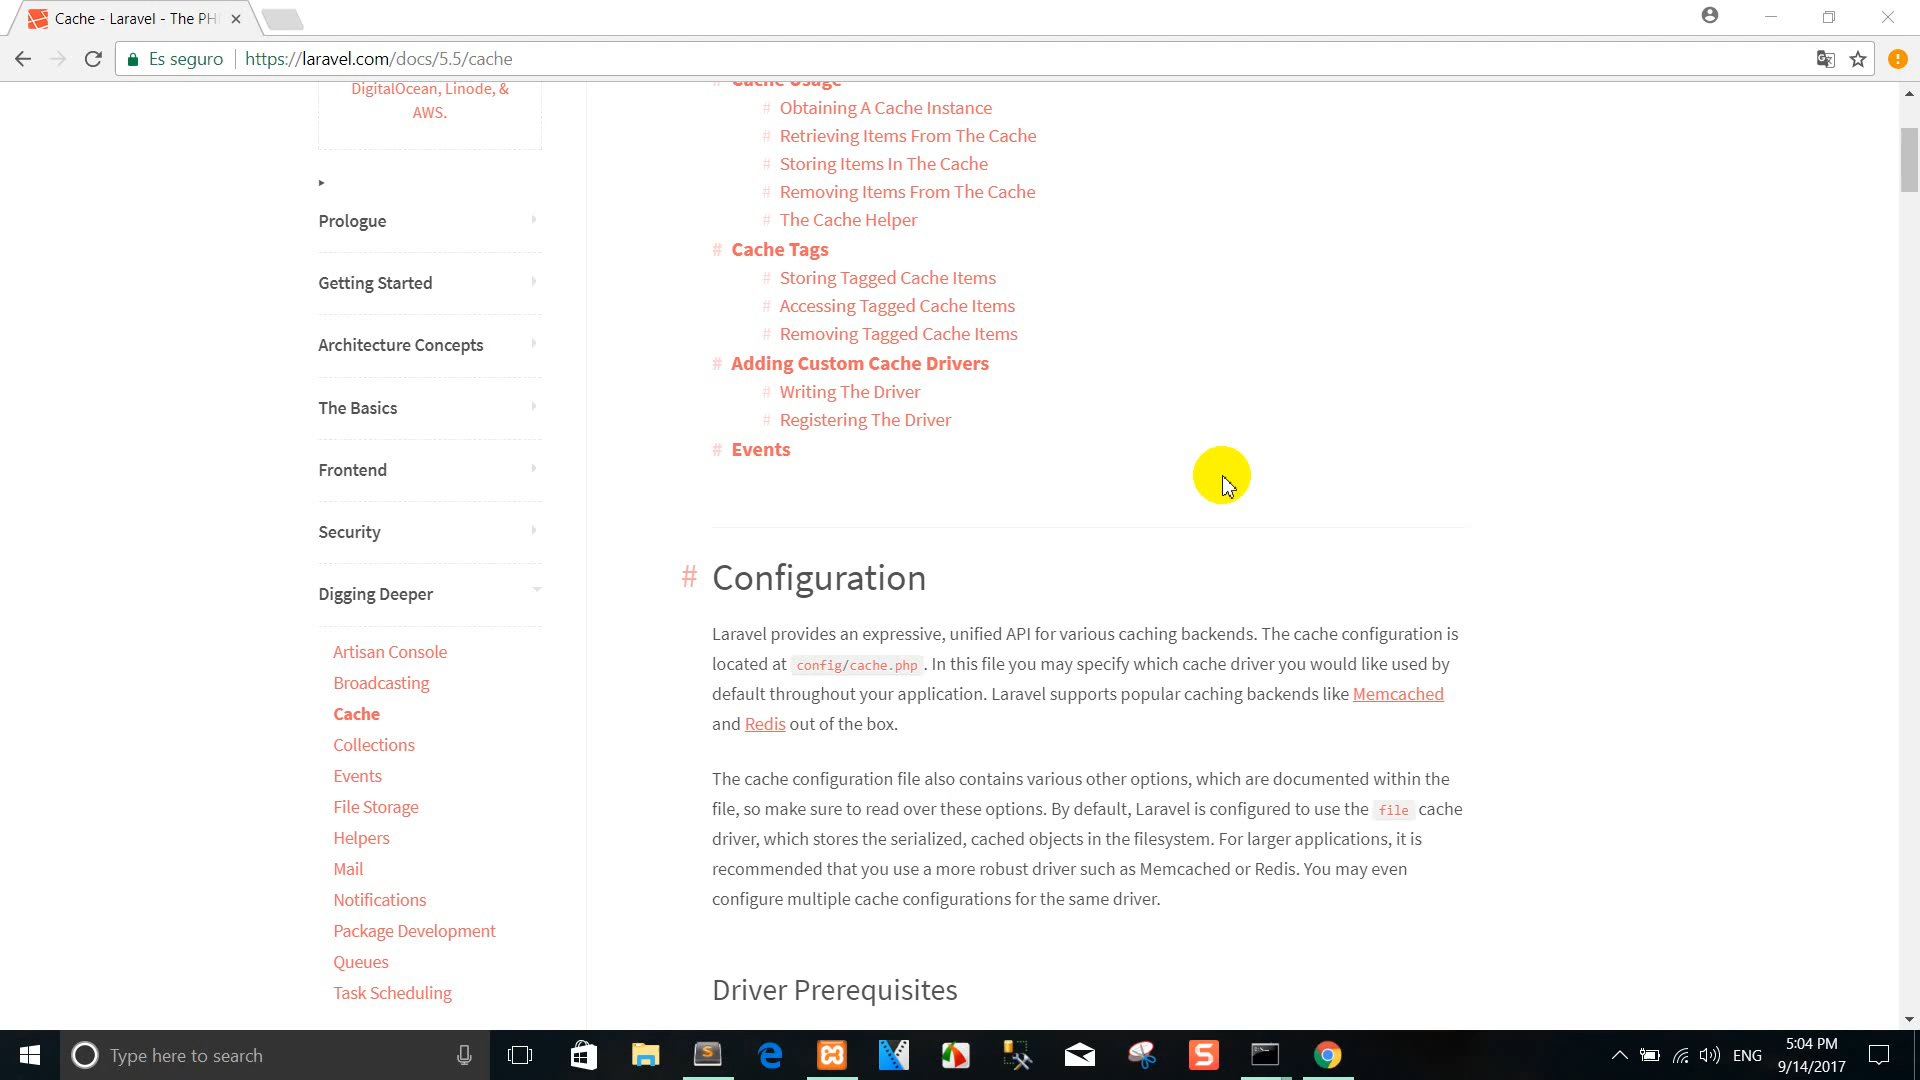 Cache - Laravel - The PH
Es seguro
https://laravel.com/docs/5.5/cache
DigitalOcean, Linode, &
AWS.
Prologue
Getting Started
Architecture Concepts
The Basics
Frontend
Security
Digging Deeper
Artisan Console
Broadcasting
Cache
Collections
Events
File Storage
Helpers
Mail
Notifications
Package Development
Queues
Task Scheduling
# Cache Usage
# Obtaining A Cache Instance
# Retrieving Items From The Cache
# Storing Items In The Cache
# Removing Items From The Cache
# The Cache Helper
# Cache Tags
# Storing Tagged Cache Items
# Accessing Tagged Cache Items
# Removing Tagged Cache Items
# Adding Custom Cache Drivers
# Writing The Driver
# Registering The Driver
# Events
# Configuration
Laravel provides an expressive, unified API for various caching backends. The cache configuration is
located at config/cache.php . In this file you may specify which cache driver you would like used by
default throughout your application. Laravel supports popular caching backends like Memcached
and Redis out of the box.
The cache configuration file also contains various other options, which are documented within the
file, so make sure to read over these options. By default, Laravel is configured to use the file cache
driver, which stores the serialized, cached objects in the filesystem. For larger applications, it is
recommended that you use a more robust driver such as Memcached or Redis. You may even
configure multiple cache configurations for the same driver.
Driver Prerequisites
Type here to search
ENG
5:04 PM
9/14/2017